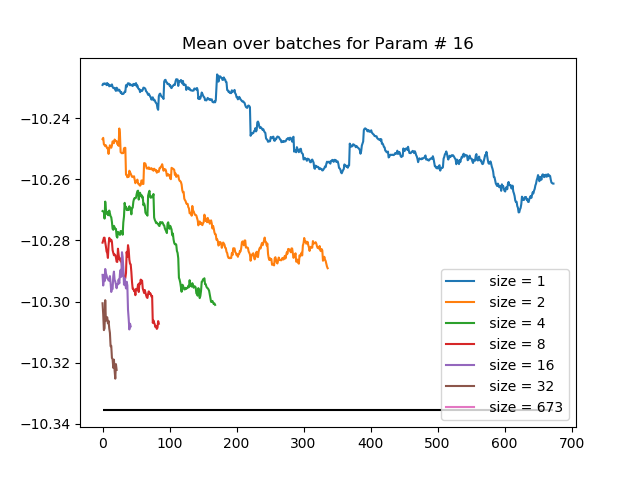 Mean over batches for Param # 16
−10.24
−10.26
−10.28
−10.30
−10.32
−10.34
0 100 200 300 400 500 600 700
size = 1
size = 2
size = 4
size = 8
size = 16
size = 32
size = 673